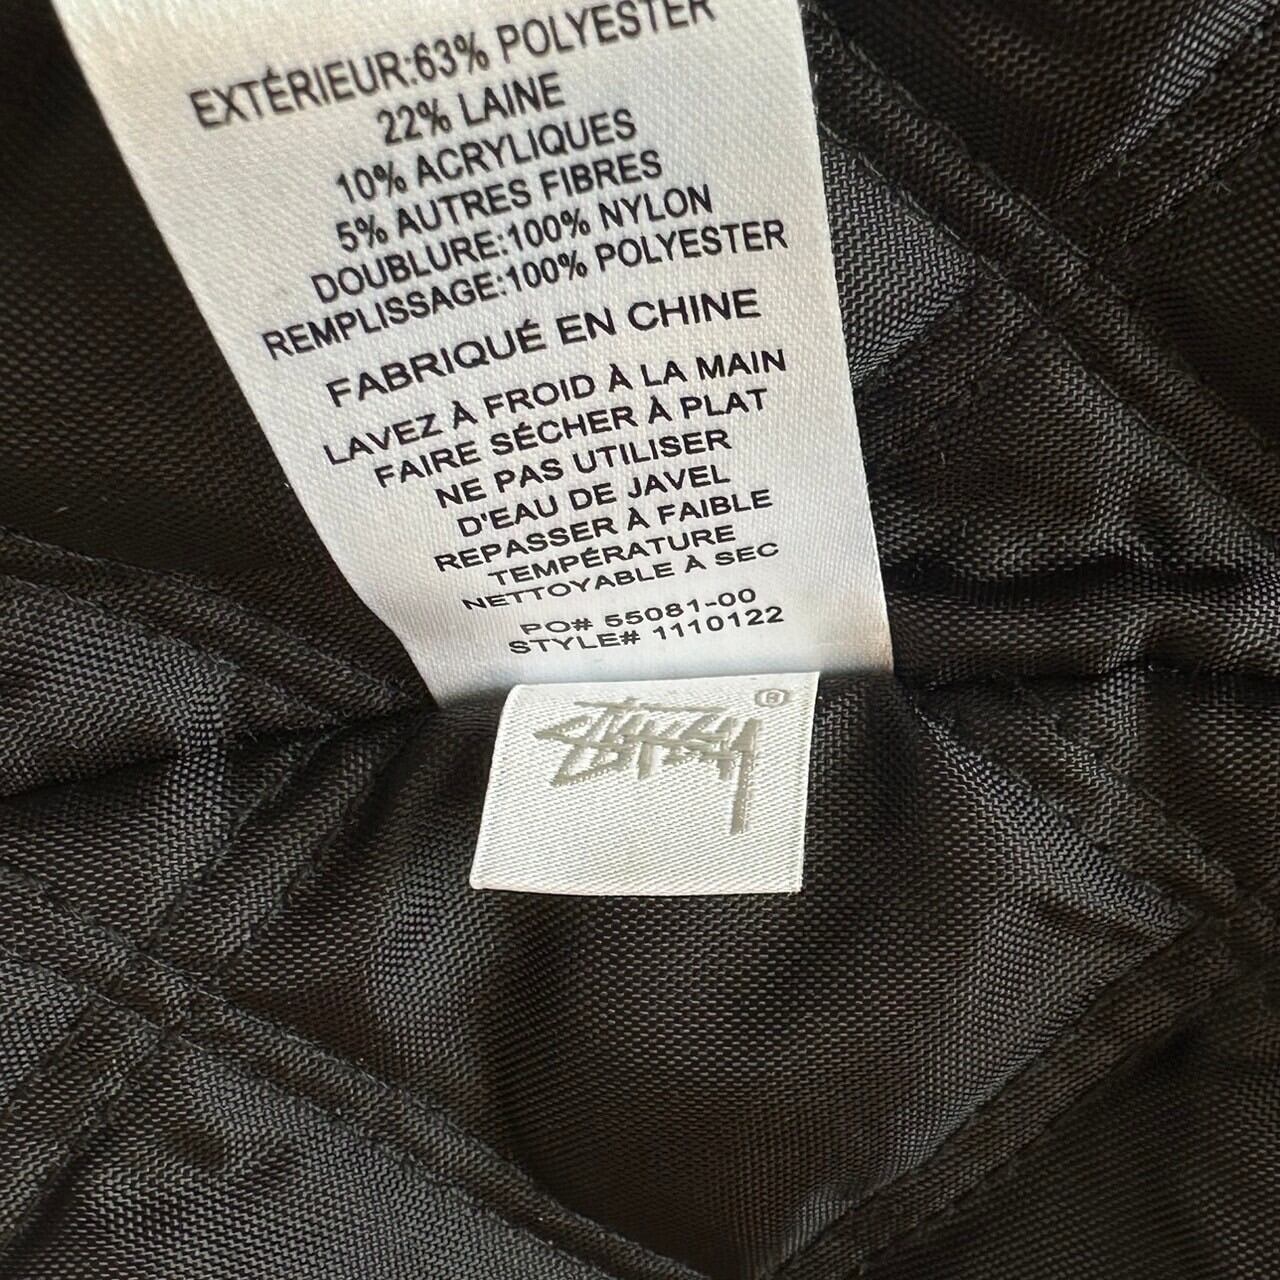 EXTÉRIEUR:63% POLYESTER
22% LAINE
10% ACRYLIQUES
5% AUTRES FIBRES
DOUBLURE:100% NYLON
REMPLISSAGE:100% POLYESTER
FABRIQUÉ EN CHINE
LAVEZ À FROID À LA MAIN
FAIRE SÉCHER À PLAT
NE PAS UTILISER
D'EAU DE JAVEL
REPASSER À FAIBLE
TEMPÉRATURE
NETTOYABLE À SEC
PO# 55081-00
STYLE# 1110122
STÜSSY ®